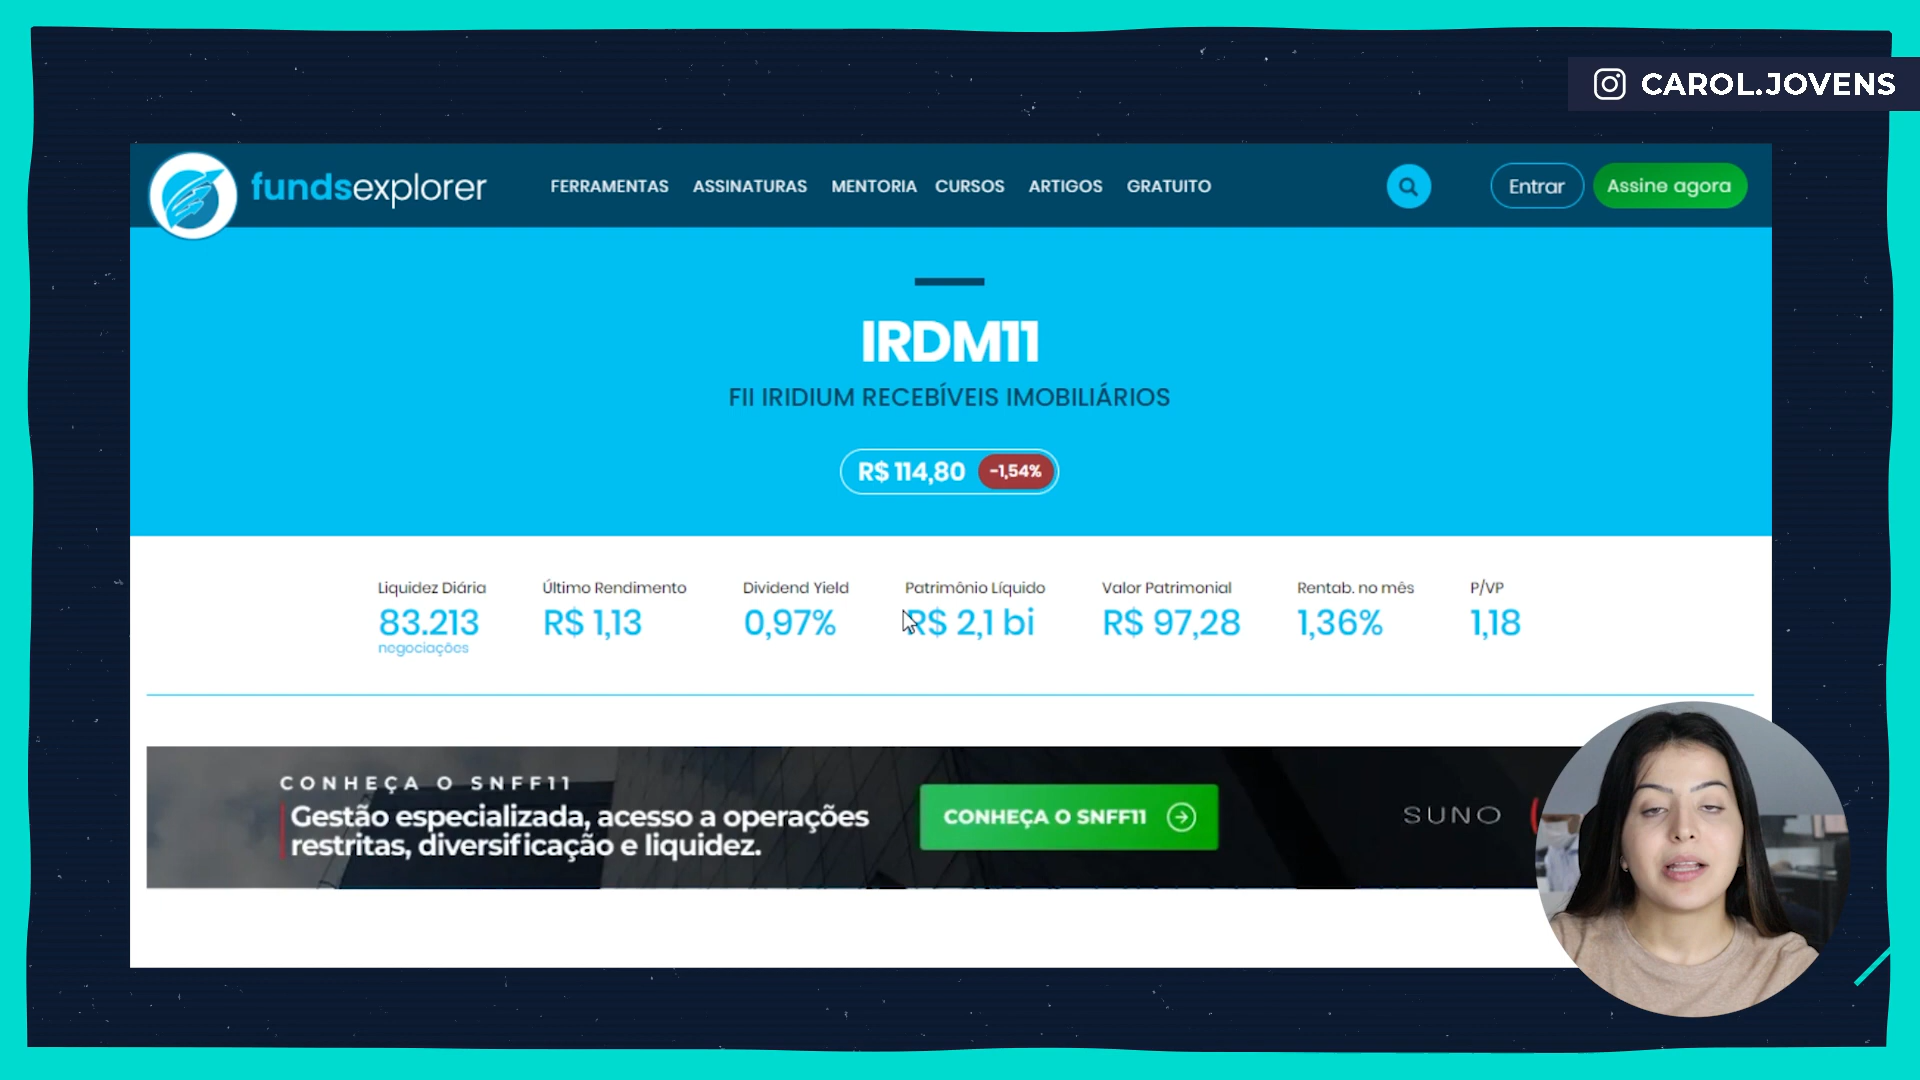 CAROL.JOVENS
fundsexplorer
FERRAMENTAS ASSINATURAS MENTORIA CURSOS ARTIGOS GRATUITO
Entrar
Assine agora
IRDM11
FII IRIDIUM RECEBÍVEIS IMOBILIÁRIOS
R$ 114,80 -1,54%
Liquidez Diária
83.213
negociações
Último Rendimento
R$ 1,13
Dividend Yield
0,97%
Patrimônio Líquido
R$ 2,1 bi
Valor Patrimonial
R$ 97,28
Rentab. no mês
1,36%
P/VP
1,18
CONHEÇA O SNFF11
Gestão especializada, acesso a operações
restritas, diversificação e liquidez.
CONHEÇA O SNFF11
SUNO